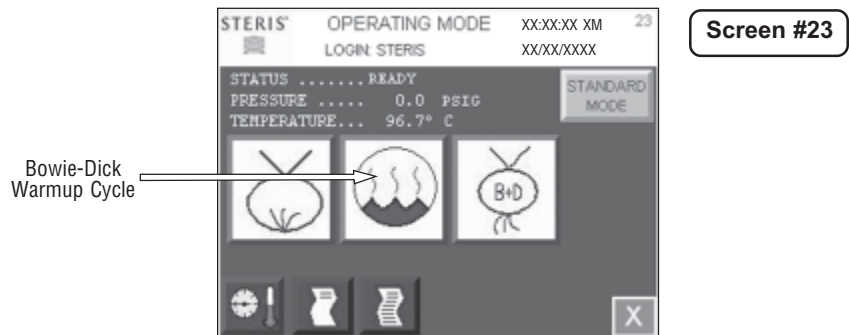 STERIS® OPERATING MODE XX:XX:XX XM 23
LOGIN: STERIS XX/XX/XXXX
Screen #23
STATUS .......READY
PRESSURE ..... 0.0 PSIG
TEMPERATURE... 96.7° C
STANDARD
MODE
Bowie-Dick
Warmup Cycle
B+D
X